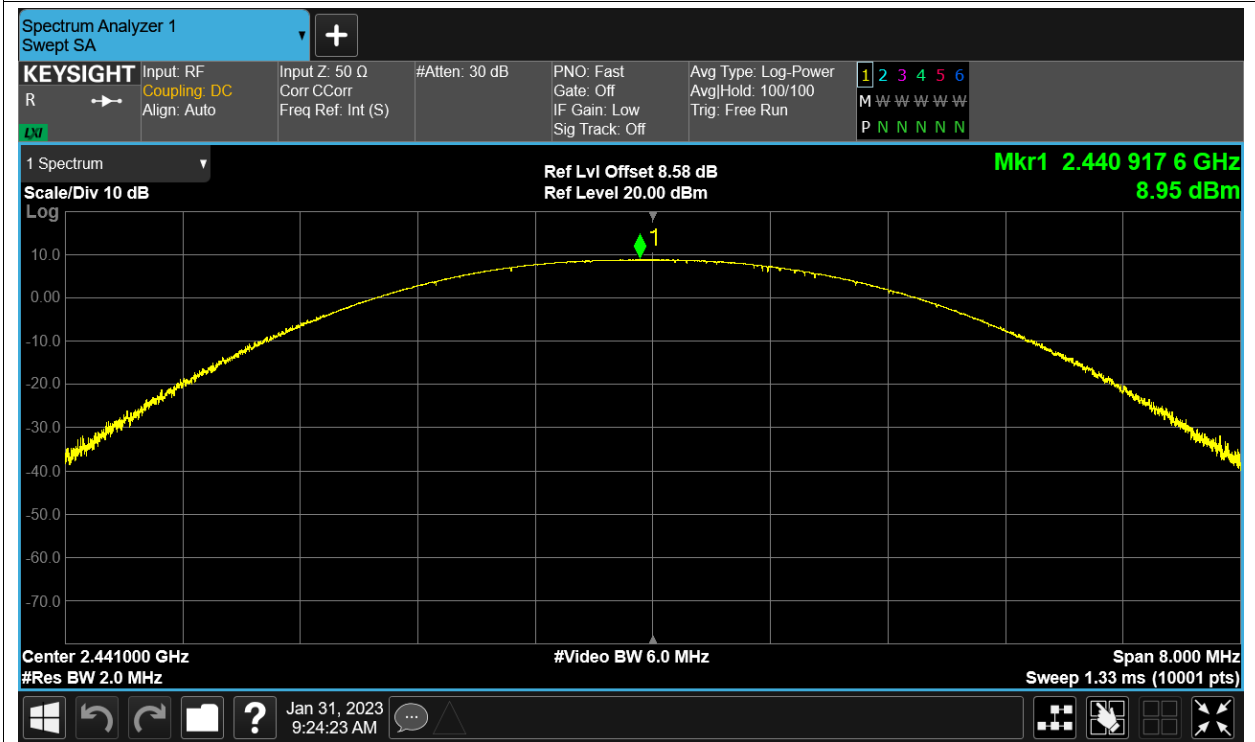 Spectrum Analyzer 1
Swept SA
KEYSIGHT
R
LXI
Input: RF
Coupling: DC
Align: Auto
Input Z: 50 Ω
Corr CCorr
Freq Ref: Int (S)
#Atten: 30 dB
PNO: Fast
Gate: Off
IF Gain: Low
Sig Track: Off
Avg Type: Log-Power
Avg|Hold: 100/100
Trig: Free Run
1 2 3 4 5 6
M W W W W W
P N N N N N
1 Spectrum
Scale/Div 10 dB
Log
Ref Lvl Offset 8.58 dB
Ref Level 20.00 dBm
Mkr1 2.440 917 6 GHz
8.95 dBm
1
10.0
0.00
-10.0
-20.0
-30.0
-40.0
-50.0
-60.0
-70.0
Center 2.441000 GHz
#Res BW 2.0 MHz
#Video BW 6.0 MHz
Span 8.000 MHz
Sweep 1.33 ms (10001 pts)
?
Jan 31, 2023
9:24:23 AM